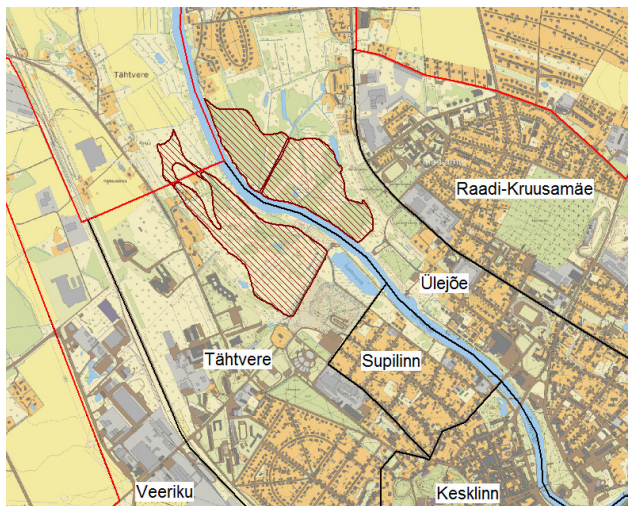 Tähtvere
Raadi-Kruusamäe
Ülejõe
Tähtvere
Supilinn
Veeriku
Kesklinn